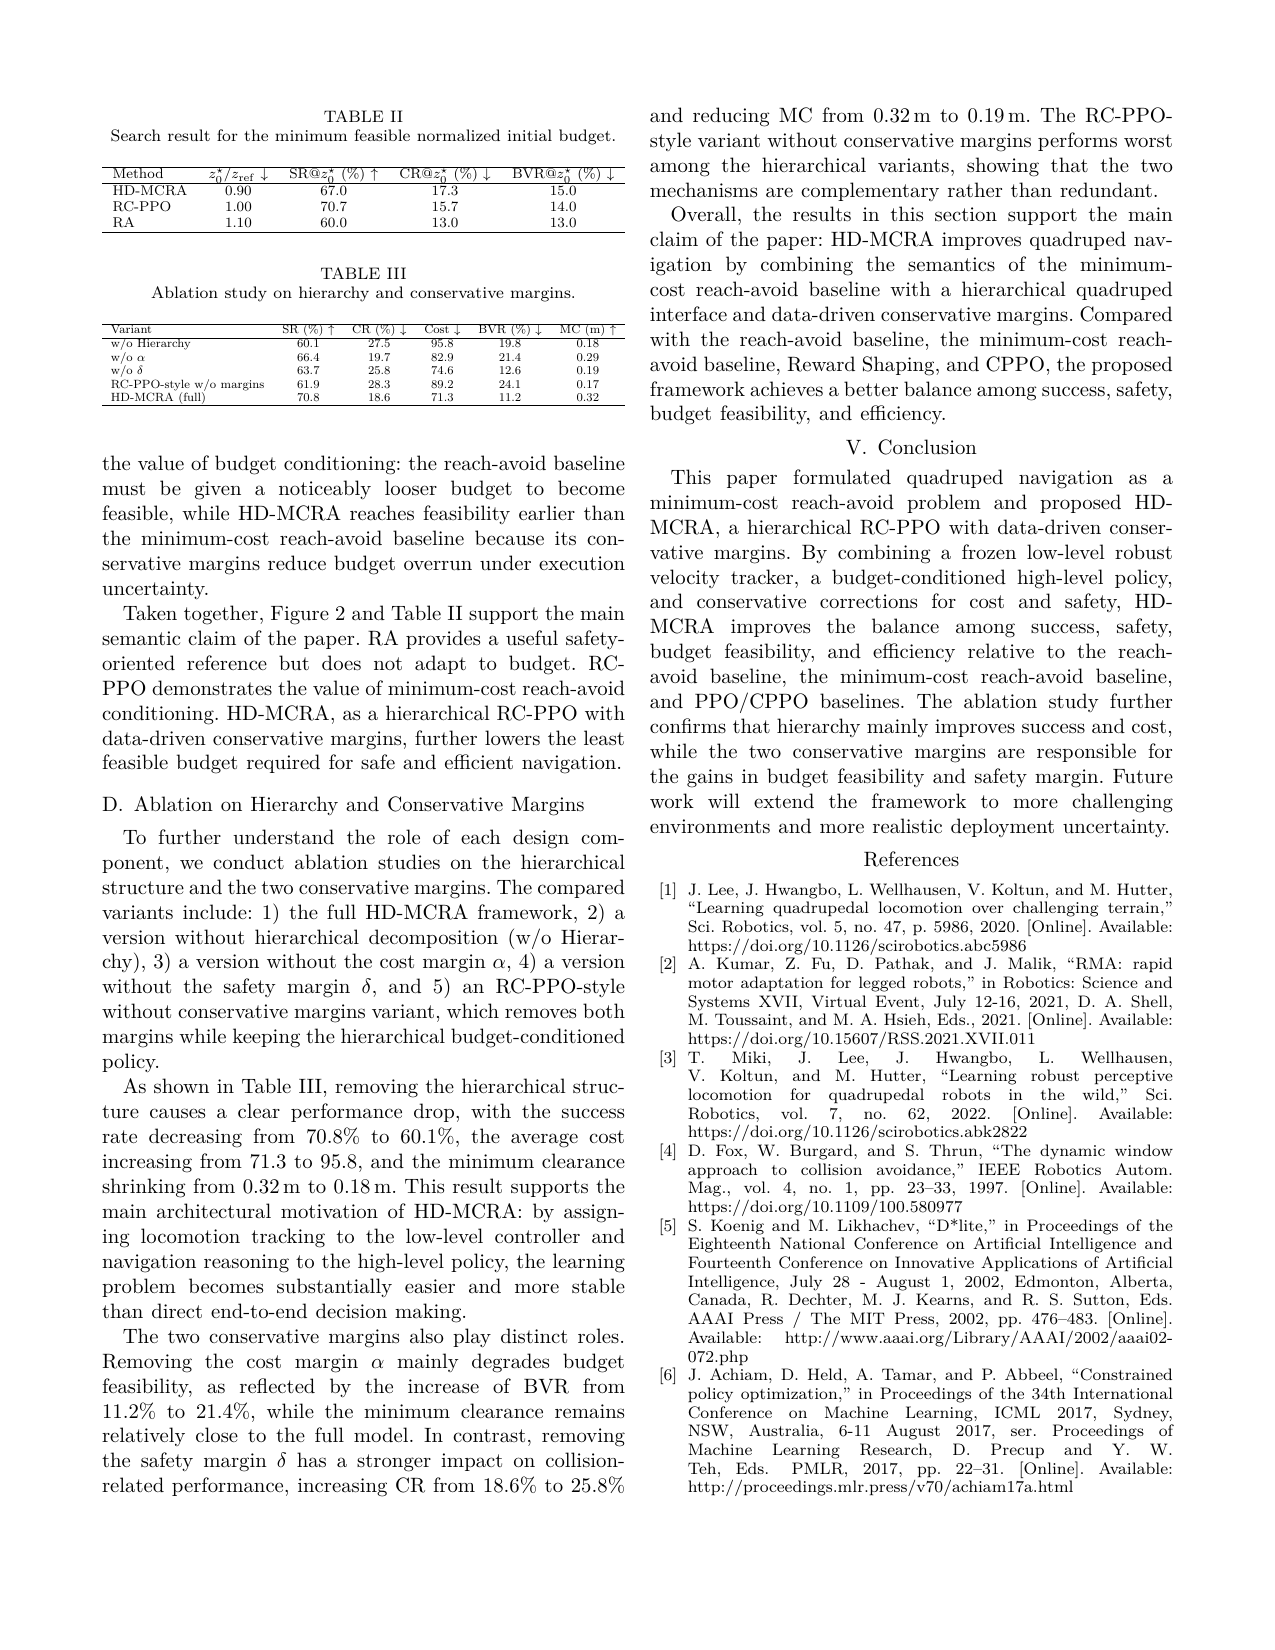 TABLE II
Search result for the minimum feasible normalized initial budget.
Method z₀⋆/z_ref ↓ SR@z₀⋆ (%) ↑ CR@z₀⋆ (%) ↓ BVR@z₀⋆ (%) ↓
HD-MCRA 0.90 67.0 17.3 15.0
RC-PPO 1.00 70.7 15.7 14.0
RA 1.10 60.0 13.0 13.0
TABLE III
Ablation study on hierarchy and conservative margins.
Variant SR (%) ↑ CR (%) ↓ Cost ↓ BVR (%) ↓ MC (m) ↑
w/o Hierarchy 60.1 27.5 95.8 19.8 0.18
w/o α 66.4 19.7 82.9 21.4 0.29
w/o δ 63.7 25.8 74.6 12.6 0.19
RC-PPO-style w/o margins 61.9 28.3 89.2 24.1 0.17
HD-MCRA (full) 70.8 18.6 71.3 11.2 0.32
the value of budget conditioning: the reach-avoid baseline
must be given a noticeably looser budget to become
feasible, while HD-MCRA reaches feasibility earlier than
the minimum-cost reach-avoid baseline because its con-
servative margins reduce budget overrun under execution
uncertainty.
Taken together, Figure 2 and Table II support the main
semantic claim of the paper. RA provides a useful safety-
oriented reference but does not adapt to budget. RC-
PPO demonstrates the value of minimum-cost reach-avoid
conditioning. HD-MCRA, as a hierarchical RC-PPO with
data-driven conservative margins, further lowers the least
feasible budget required for safe and efficient navigation.
D. Ablation on Hierarchy and Conservative Margins
To further understand the role of each design com-
ponent, we conduct ablation studies on the hierarchical
structure and the two conservative margins. The compared
variants include: 1) the full HD-MCRA framework, 2) a
version without hierarchical decomposition (w/o Hierar-
chy), 3) a version without the cost margin α, 4) a version
without the safety margin δ, and 5) an RC-PPO-style
without conservative margins variant, which removes both
margins while keeping the hierarchical budget-conditioned
policy.
As shown in Table III, removing the hierarchical struc-
ture causes a clear performance drop, with the success
rate decreasing from 70.8% to 60.1%, the average cost
increasing from 71.3 to 95.8, and the minimum clearance
shrinking from 0.32 m to 0.18 m. This result supports the
main architectural motivation of HD-MCRA: by assign-
ing locomotion tracking to the low-level controller and
navigation reasoning to the high-level policy, the learning
problem becomes substantially easier and more stable
than direct end-to-end decision making.
The two conservative margins also play distinct roles.
Removing the cost margin α mainly degrades budget
feasibility, as reflected by the increase of BVR from
11.2% to 21.4%, while the minimum clearance remains
relatively close to the full model. In contrast, removing
the safety margin δ has a stronger impact on collision-
related performance, increasing CR from 18.6% to 25.8%
and reducing MC from 0.32 m to 0.19 m. The RC-PPO-
style variant without conservative margins performs worst
among the hierarchical variants, showing that the two
mechanisms are complementary rather than redundant.
Overall, the results in this section support the main
claim of the paper: HD-MCRA improves quadruped nav-
igation by combining the semantics of the minimum-
cost reach-avoid baseline with a hierarchical quadruped
interface and data-driven conservative margins. Compared
with the reach-avoid baseline, the minimum-cost reach-
avoid baseline, Reward Shaping, and CPPO, the proposed
framework achieves a better balance among success, safety,
budget feasibility, and efficiency.
V. Conclusion
This paper formulated quadruped navigation as a
minimum-cost reach-avoid problem and proposed HD-
MCRA, a hierarchical RC-PPO with data-driven conser-
vative margins. By combining a frozen low-level robust
velocity tracker, a budget-conditioned high-level policy,
and conservative corrections for cost and safety, HD-
MCRA improves the balance among success, safety,
budget feasibility, and efficiency relative to the reach-
avoid baseline, the minimum-cost reach-avoid baseline,
and PPO/CPPO baselines. The ablation study further
confirms that hierarchy mainly improves success and cost,
while the two conservative margins are responsible for
the gains in budget feasibility and safety margin. Future
work will extend the framework to more challenging
environments and more realistic deployment uncertainty.
References
[1] J. Lee, J. Hwangbo, L. Wellhausen, V. Koltun, and M. Hutter,
“Learning quadrupedal locomotion over challenging terrain,”
Sci. Robotics, vol. 5, no. 47, p. 5986, 2020. [Online]. Available:
https://doi.org/10.1126/scirobotics.abc5986
[2] A. Kumar, Z. Fu, D. Pathak, and J. Malik, “RMA: rapid
motor adaptation for legged robots,” in Robotics: Science and
Systems XVII, Virtual Event, July 12-16, 2021, D. A. Shell,
M. Toussaint, and M. A. Hsieh, Eds., 2021. [Online]. Available:
https://doi.org/10.15607/RSS.2021.XVII.011
[3] T. Miki, J. Lee, J. Hwangbo, L. Wellhausen,
V. Koltun, and M. Hutter, “Learning robust perceptive
locomotion for quadrupedal robots in the wild,” Sci.
Robotics, vol. 7, no. 62, 2022. [Online]. Available:
https://doi.org/10.1126/scirobotics.abk2822
[4] D. Fox, W. Burgard, and S. Thrun, “The dynamic window
approach to collision avoidance,” IEEE Robotics Autom.
Mag., vol. 4, no. 1, pp. 23–33, 1997. [Online]. Available:
https://doi.org/10.1109/100.580977
[5] S. Koenig and M. Likhachev, “D*lite,” in Proceedings of the
Eighteenth National Conference on Artificial Intelligence and
Fourteenth Conference on Innovative Applications of Artificial
Intelligence, July 28 - August 1, 2002, Edmonton, Alberta,
Canada, R. Dechter, M. J. Kearns, and R. S. Sutton, Eds.
AAAI Press / The MIT Press, 2002, pp. 476–483. [Online].
Available: http://www.aaai.org/Library/AAAI/2002/aaai02-
072.php
[6] J. Achiam, D. Held, A. Tamar, and P. Abbeel, “Constrained
policy optimization,” in Proceedings of the 34th International
Conference on Machine Learning, ICML 2017, Sydney,
NSW, Australia, 6-11 August 2017, ser. Proceedings of
Machine Learning Research, D. Precup and Y. W.
Teh, Eds. PMLR, 2017, pp. 22–31. [Online]. Available:
http://proceedings.mlr.press/v70/achiam17a.html